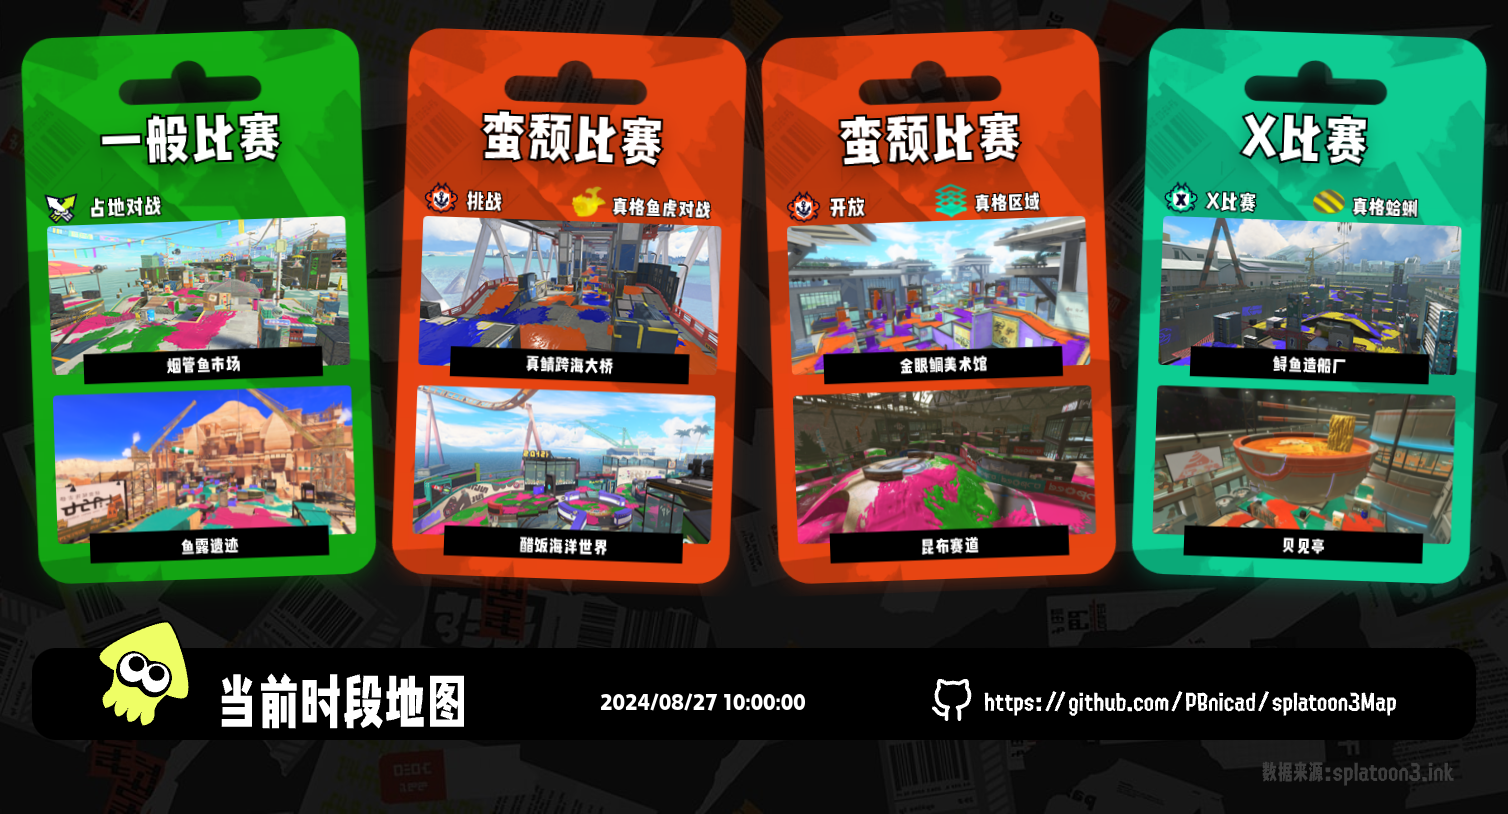 一般比赛
占地对战
烟管鱼市场
鱼露遗迹
蛮颓比赛
挑战 真格鱼虎对战
真鲭跨海大桥
醋饭海洋世界
蛮颓比赛
开放 真格区域
金眼鲷美术馆
昆布赛道
X比赛
X比赛 真格蛤蜊
鲟鱼造船厂
贝见亭
当前时段地图
2024/08/27 10:00:00
https://github.com/PBnicad/splatoon3Map
数据来源:splatoon3.ink